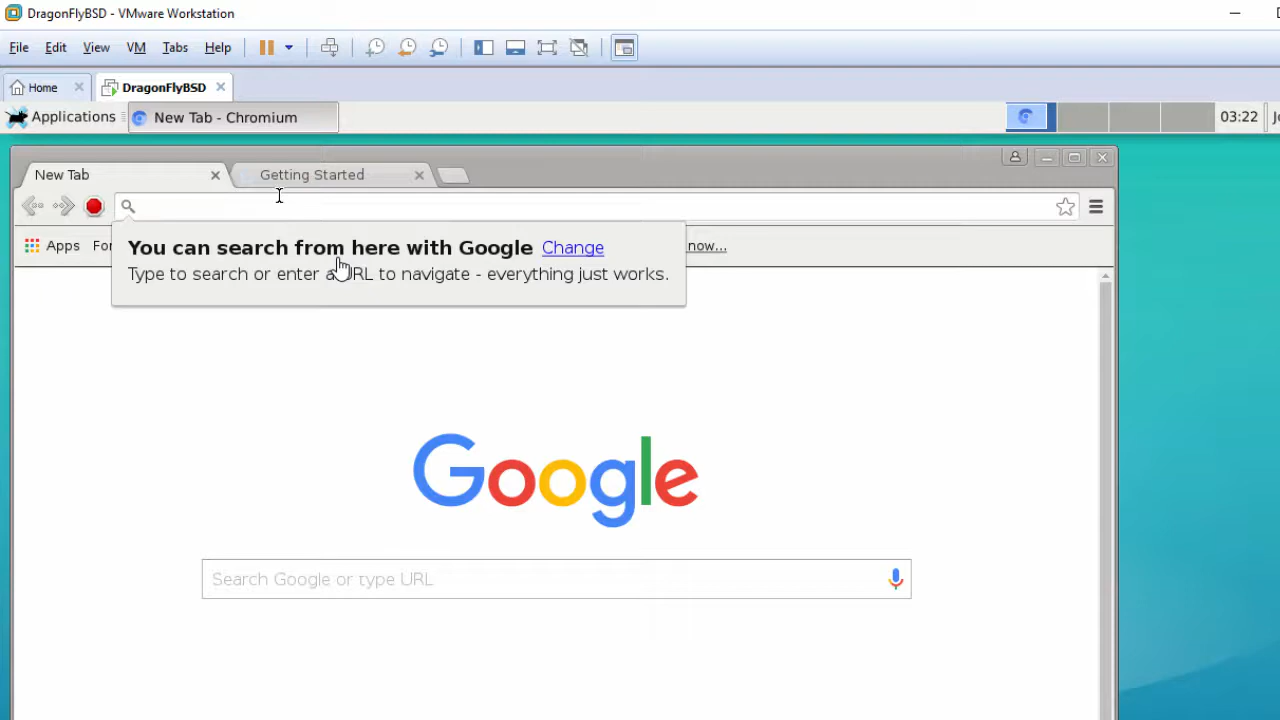 DragonFlyBSD - VMware Workstation
File Edit View VM Tabs Help
Home DragonFlyBSD
Applications New Tab - Chromium 03:22
New Tab Getting Started
Apps now...
You can search from here with Google Change
Type to search or enter a URL to navigate - everything just works.
Google
Search Google or type URL